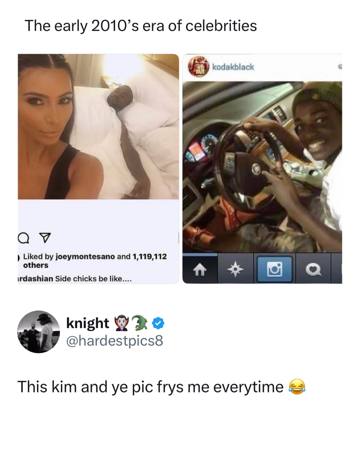 The early 2010’s era of celebrities
kodakblack
Liked by joeymontesano and 1,119,112
others
rdashian Side chicks be like....
knight 🧛🏻🐊
@hardestpics8
This kim and ye pic frys me everytime 😂